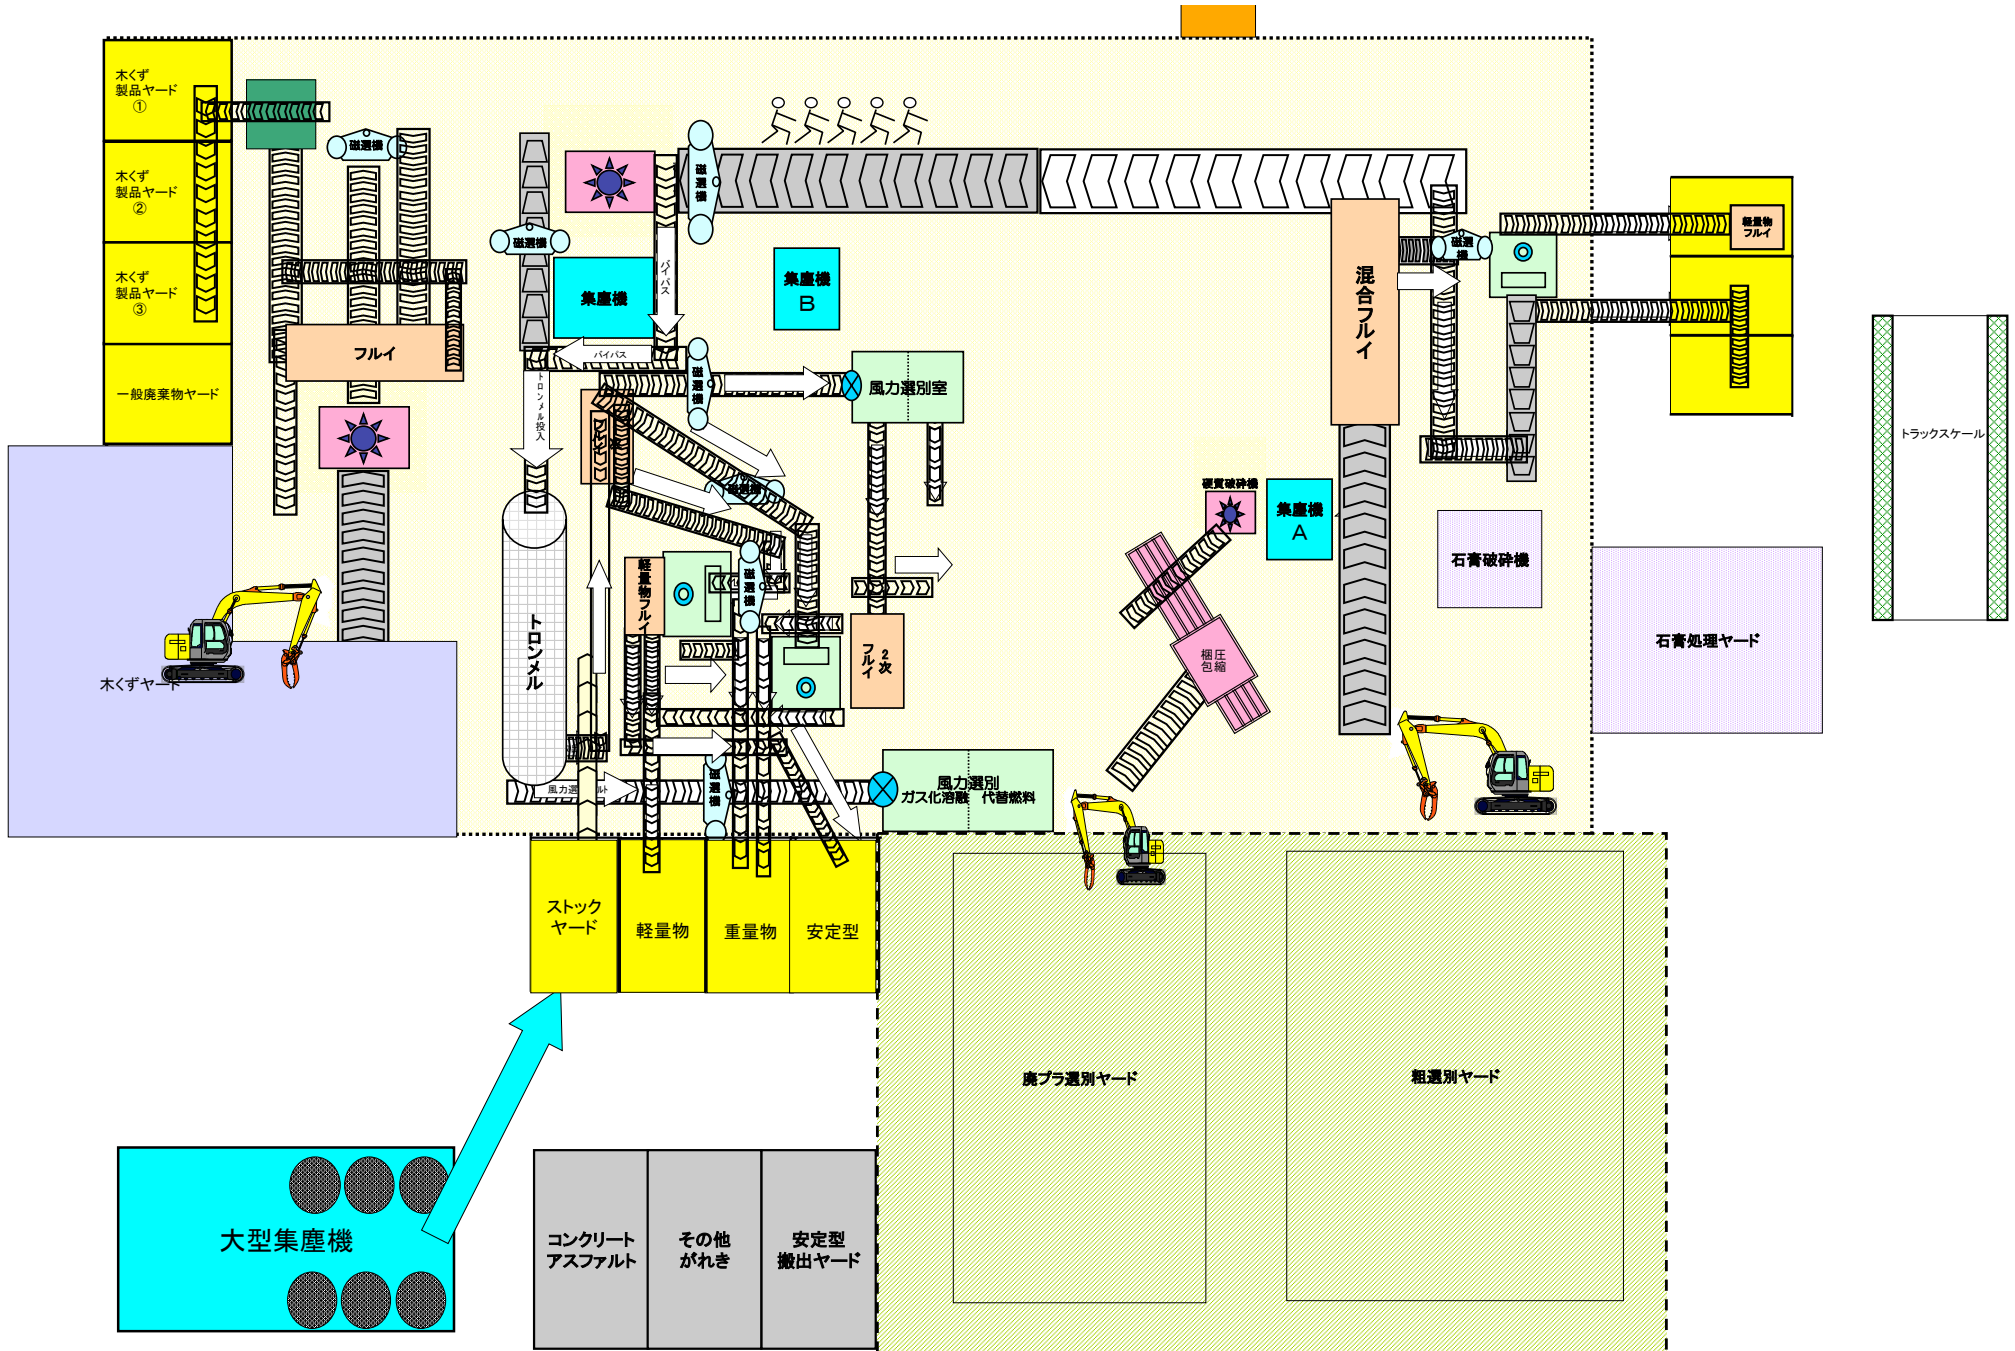 木くず
製品ヤード
①
木くず
製品ヤード
②
木くず
製品ヤード
③
一般廃棄物ヤード
木くずヤード
磁選機
フルイ
磁選機
磁選機
集塵機
バイパス
バイパス
トロンメル投入
集塵機
B
磁選機
風力選別室
フルイ
磁選機
トロンメル
軽量物フルイ
磁選機
2次
フルイ
磁選機
風力選別
ガス化溶融 代替燃料
混合フルイ
磁選機
軽量物
フルイ
硬質破砕機
集塵機
A
圧縮
梱包
石膏破砕機
石膏処理ヤード
トラックスケール
ストック
ヤード
軽量物
重量物
安定型
廃プラ選別ヤード
粗選別ヤード
大型集塵機
コンクリート
アスファルト
その他
がれき
安定型
搬出ヤード